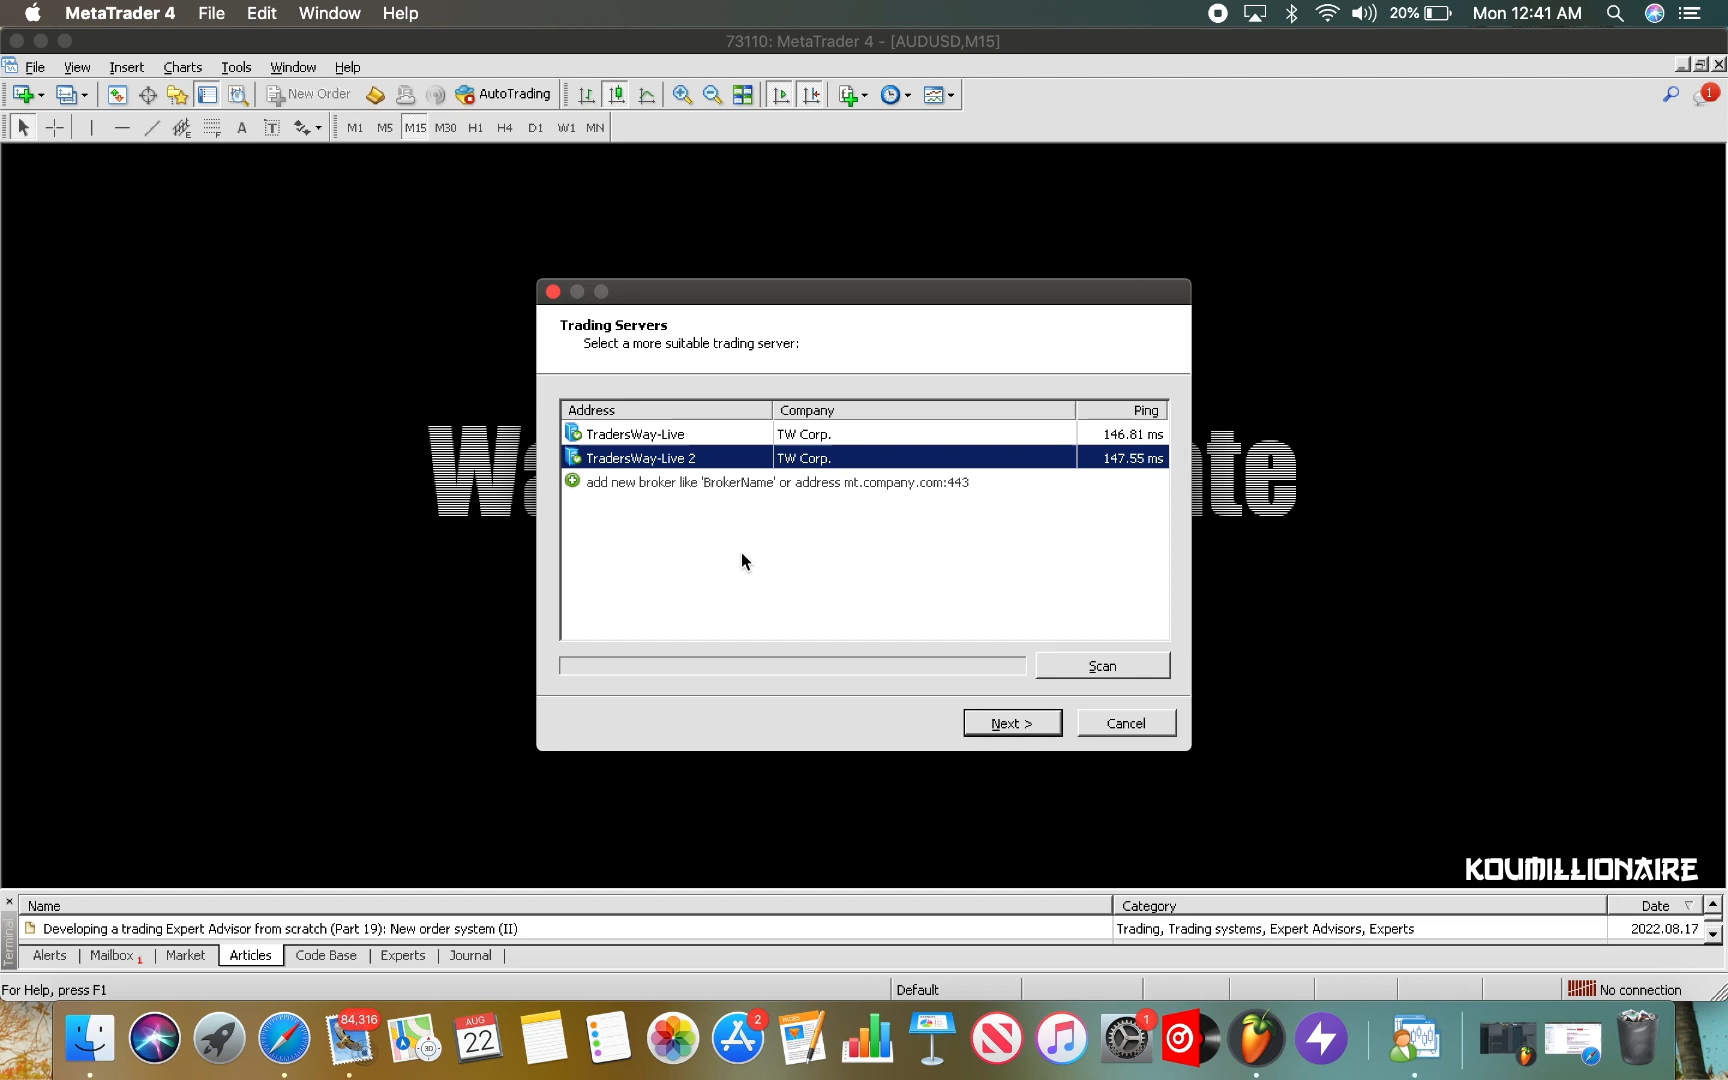 MetaTrader 4 File Edit Window Help 20% Mon 12:41 AM
73110: MetaTrader 4 - [AUDUSD,M15]
File View Insert Charts Tools Window Help
New Order AutoTrading 1
A T M1 M5 M15 M30 H1 H4 D1 W1 MN
Trading Servers
Select a more suitable trading server:
Address Company Ping
TradersWay-Live TW Corp. 146.81 ms
TradersWay-Live 2 TW Corp. 147.55 ms
add new broker like 'BrokerName' or address mt.company.com:443
Scan
Next > Cancel
KOUMILLIONAIRE
Name Category Date
Developing a trading Expert Advisor from scratch (Part 19): New order system (II) Trading, Trading systems, Expert Advisors, Experts 2022.08.17
Terminal
Alerts Mailbox 1 Market Articles Code Base Experts Journal
For Help, press F1 Default No connection
84,316 AUG 22 3D 2 PAGES 1